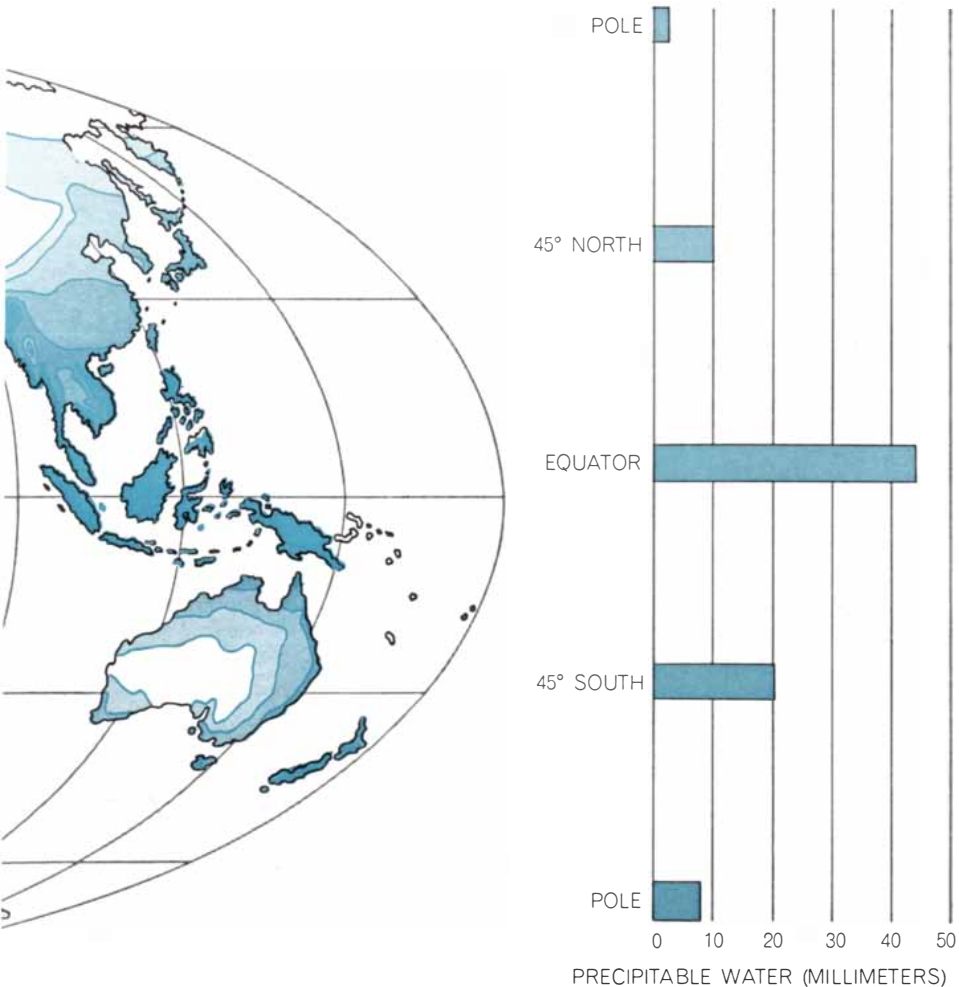 POLE
45° NORTH
EQUATOR
45° SOUTH
POLE
0 10 20 30 40 50
PRECIPITABLE WATER (MILLIMETERS)